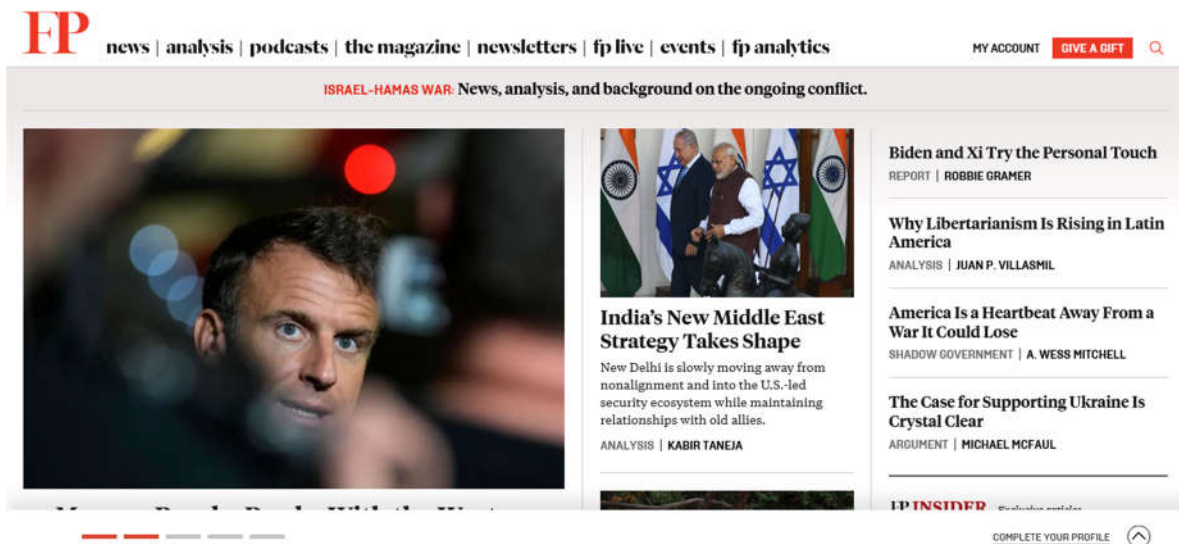 FP
news | analysis | podcasts | the magazine | newsletters | fp live | events | fp analytics
MY ACCOUNT
GIVE A GIFT
ISRAEL-HAMAS WAR: News, analysis, and background on the ongoing conflict.
India's New Middle East
Strategy Takes Shape
New Delhi is slowly moving away from
nonalignment and into the U.S.-led
security ecosystem while maintaining
relationships with old allies.
ANALYSIS | KABIR TANEJA
Biden and Xi Try the Personal Touch
REPORT | ROBBIE GRAMER
Why Libertarianism Is Rising in Latin
America
ANALYSIS | JUAN P. VILLASMIL
America Is a Heartbeat Away From a
War It Could Lose
SHADOW GOVERNMENT | A. WESS MITCHELL
The Case for Supporting Ukraine Is
Crystal Clear
ARGUMENT | MICHAEL MCFAUL
FP INSIDER Exclusive articles
COMPLETE YOUR PROFILE